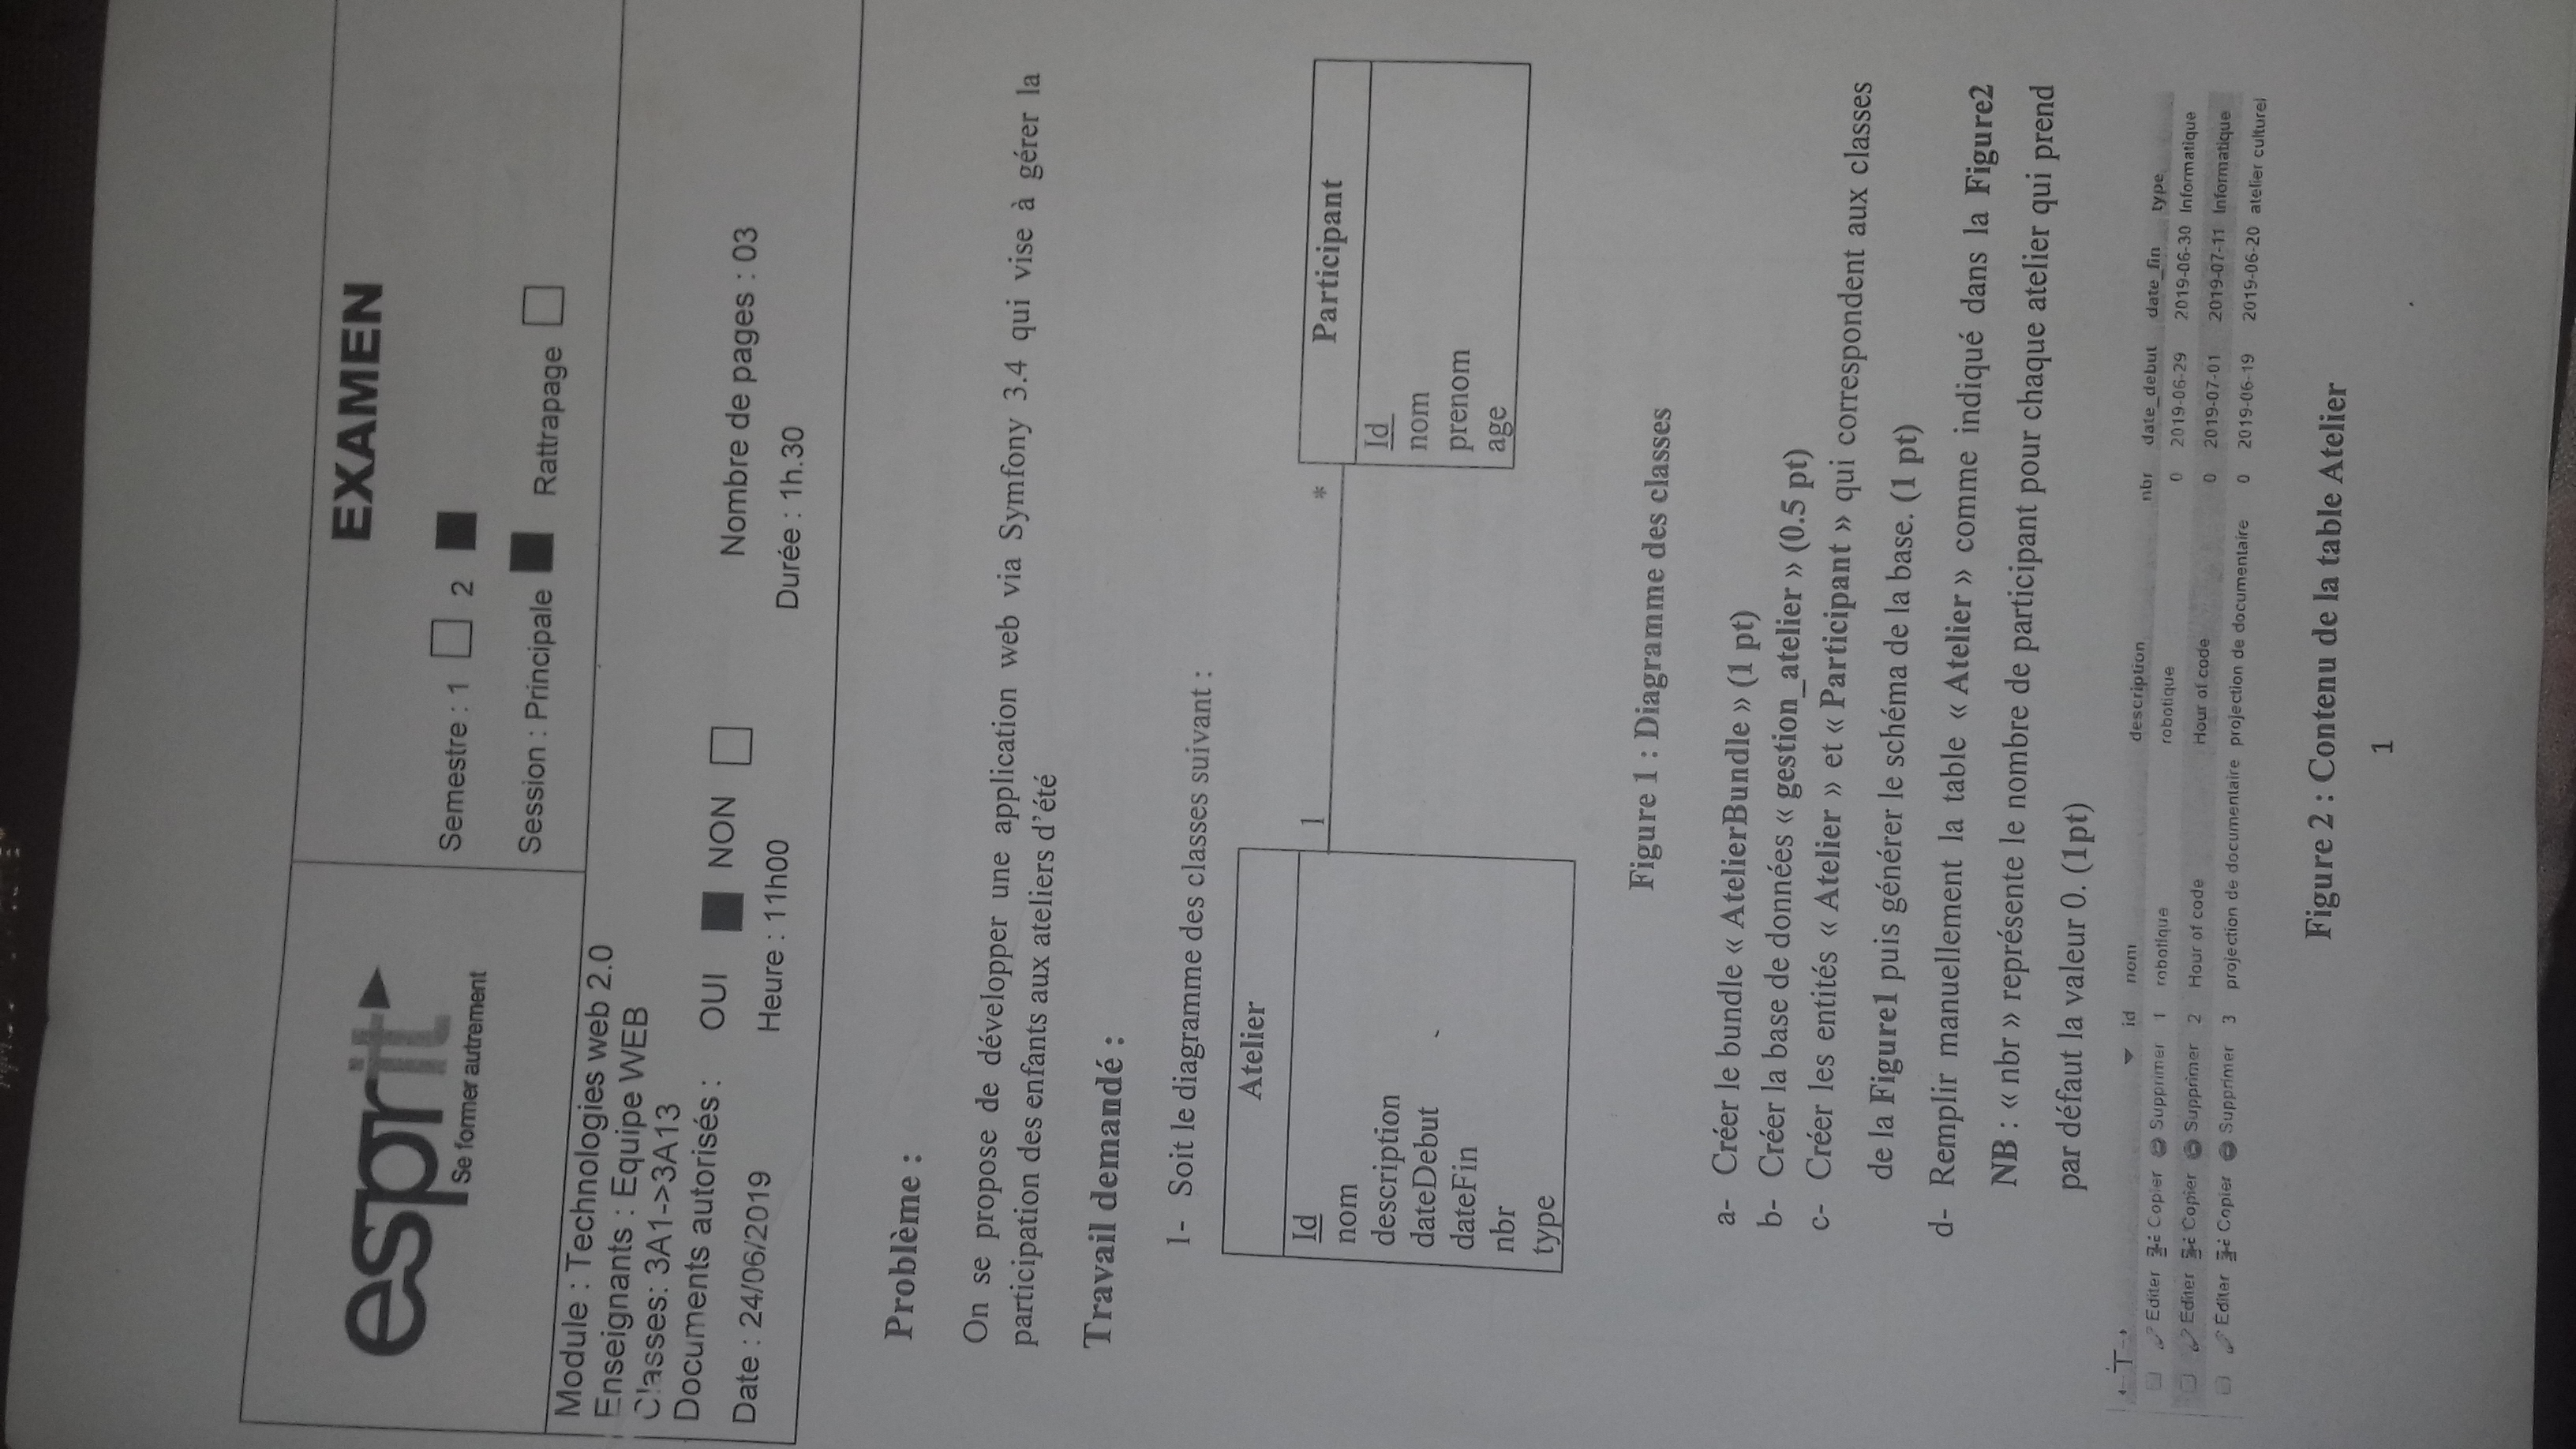 esprit
Se former autrement
EXAMEN
Semestre : 1 2
Session : Principale Rattrapage
Module : Technologies web 2.0
Enseignants : Equipe WEB
Classes: 3A1->3A13
Documents autorisés : OUI NON Nombre de pages : 03
Date : 24/06/2019 Heure : 11h00 Durée : 1h.30
Problème :
On se propose de développer une application web via Symfony 3.4 qui vise à gérer la
participation des enfants aux ateliers d'été
Travail demandé :
1- Soit le diagramme des classes suivant :
Atelier
Id
nom
description
dateDebut
dateFin
nbr
type
1 *
Participant
Id
nom
prenom
age
Figure 1 : Diagramme des classes
a- Créer le bundle « AtelierBundle » (1 pt)
b- Créer la base de données « gestion_atelier » (0.5 pt)
c- Créer les entités « Atelier » et « Participant » qui correspondent aux classes
de la Figure1 puis générer le schéma de la base. (1 pt)
d- Remplir manuellement la table « Atelier » comme indiqué dans la Figure2
NB : « nbr » représente le nombre de participant pour chaque atelier qui prend
par défaut la valeur 0. (1pt)
←T→ id nom description nbr date_debut date_fin type
Editer Copier Supprimer 1 robotique robotique 0 2019-06-29 2019-06-30 Informatique
Editer Copier Supprimer 2 Hour of code Hour of code 0 2019-07-01 2019-07-11 Informatique
Editer Copier Supprimer 3 projection de documentaire projection de documentaire 0 2019-06-19 2019-06-20 atelier culturel
Figure 2 : Contenu de la table Atelier
1